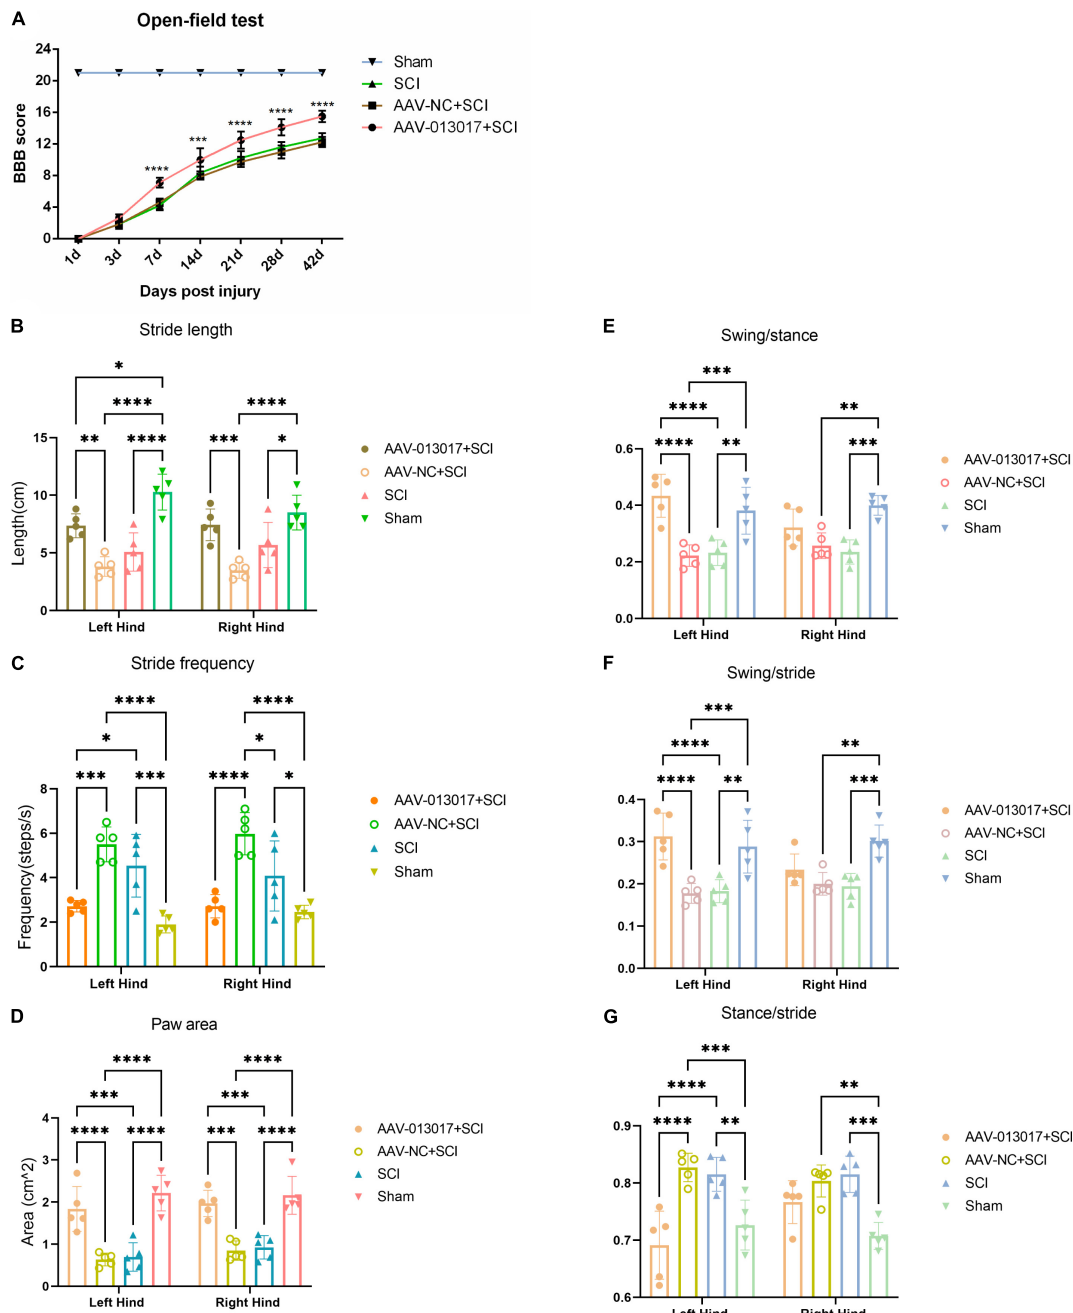 A
Open-field test
24
20
16
12
8
4
0
BBB score
****
***
****
****
****
1d
3d
7d
14d
21d
28d
42d
Days post injury
Sham
SCI
AAV-NC+SCI
AAV-013017+SCI
B
Stride length
*
****
****
**
****
***
*
15
10
5
0
Length(cm)
Left Hind
Right Hind
AAV-013017+SCI
AAV-NC+SCI
SCI
Sham
E
Swing/stance
***
****
**
****
**
***
0.6
0.4
0.2
0.0
Left Hind
Right Hind
AAV-013017+SCI
AAV-NC+SCI
SCI
Sham
C
Stride frequency
****
****
*
*
***
***
****
*
8
6
4
2
0
Frequency(steps/s)
Left Hind
Right Hind
AAV-013017+SCI
AAV-NC+SCI
SCI
Sham
F
Swing/stride
***
****
**
****
**
***
0.4
0.3
0.2
0.1
0.0
Left Hind
Right Hind
AAV-013017+SCI
AAV-NC+SCI
SCI
Sham
D
Paw area
****
****
***
***
****
****
***
****
4
3
2
1
0
Area (cm^2)
Left Hind
Right Hind
AAV-013017+SCI
AAV-NC+SCI
SCI
Sham
G
Stance/stride
***
****
**
****
**
***
0.9
0.8
0.7
0.6
Left Hind
Right Hind
AAV-013017+SCI
AAV-NC+SCI
SCI
Sham